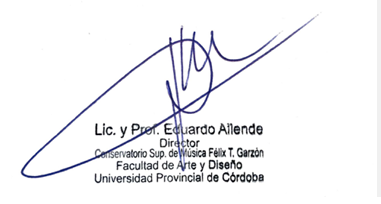 Lic. y Prof. Eduardo Allende
Director
Conservatorio Sup. de Música Félix T. Garzón
Facultad de Arte y Diseño
Universidad Provincial de Córdoba